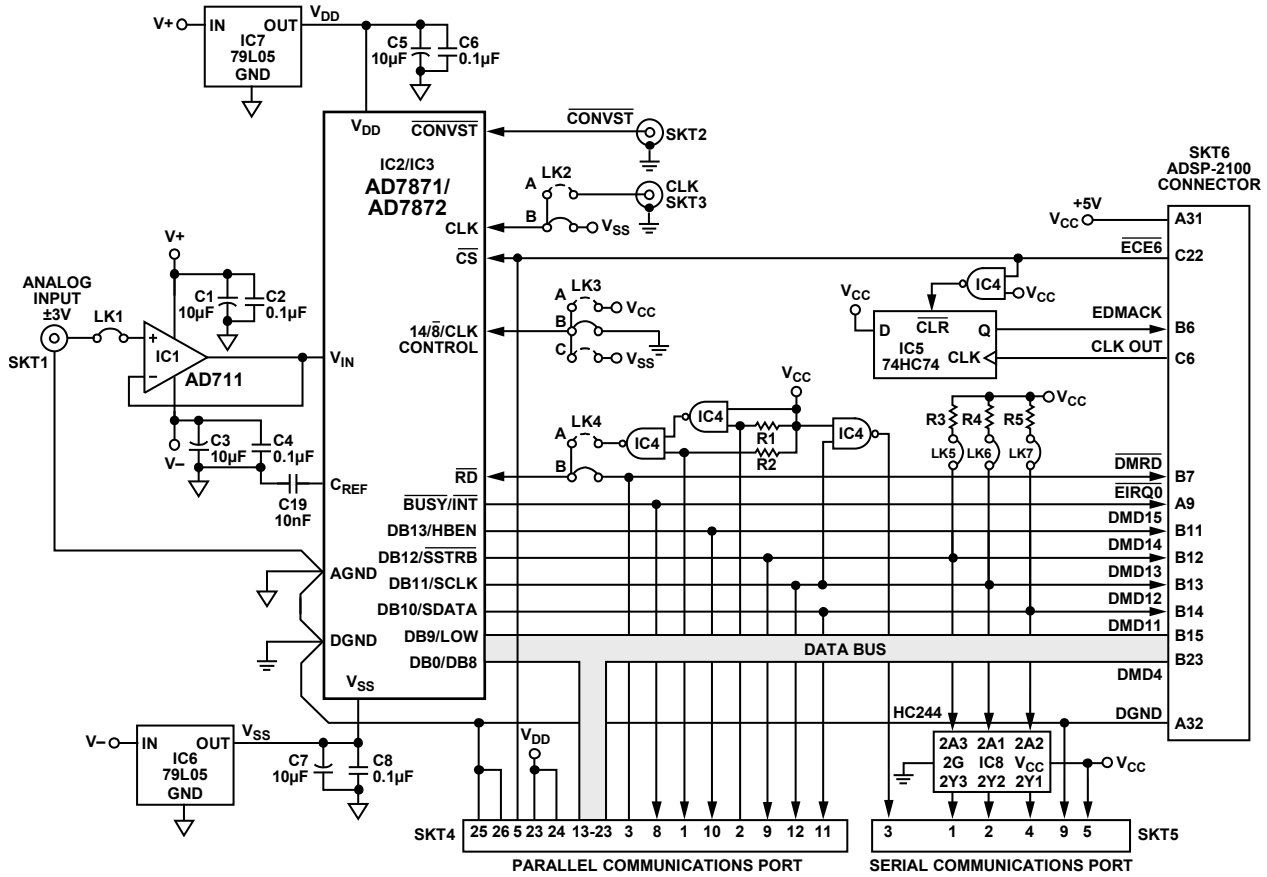 V+
IN
OUT
IC7
79L05
GND
VDD
C5
10µF
C6
0.1µF
VDD
CONVST
IC2/IC3
AD7871/
AD7872
CLK
CS
14/8/CLK
CONTROL
VIN
RD
BUSY/INT
CREF
DB13/HBEN
DB12/SSTRB
DB11/SCLK
DB10/SDATA
DB9/LOW
DB0/DB8
AGND
DGND
VSS
CONVST
SKT2
A
LK2
B
VSS
CLK
SKT3
A
LK3
VCC
B
C
VSS
ANALOG
INPUT
±3V
SKT1
LK1
V+
C1
10µF
C2
0.1µF
+
IC1
–
AD711
V–
C3
10µF
C4
0.1µF
C19
10nF
VCC
A
LK4
B
IC4
IC4
R1
R2
IC4
SKT6
ADSP-2100
CONNECTOR
+5V
VCC
A31
ECE6
C22
IC4
VCC
VCC
D
CLR
Q
IC5
74HC74
CLK
EDMACK
B6
CLK OUT
C6
VCC
R3
R4
R5
LK5
LK6
LK7
DMRD
B7
EIRQ0
A9
DMD15
B11
DMD14
B12
DMD13
B13
DMD12
B14
DMD11
B15
DATA BUS
B23
DMD4
DGND
A32
V–
IN
OUT
IC6
79L05
GND
VSS
C7
10µF
C8
0.1µF
VDD
HC244
2A3 2A1 2A2
2G IC8 VCC
2Y3 2Y2 2Y1
VCC
SKT4
25 26 5 23 24 13-23 3 8 1 10 2 9 12 11
PARALLEL COMMUNICATIONS PORT
3 1 2 4 9 5
SKT5
SERIAL COMMUNICATIONS PORT